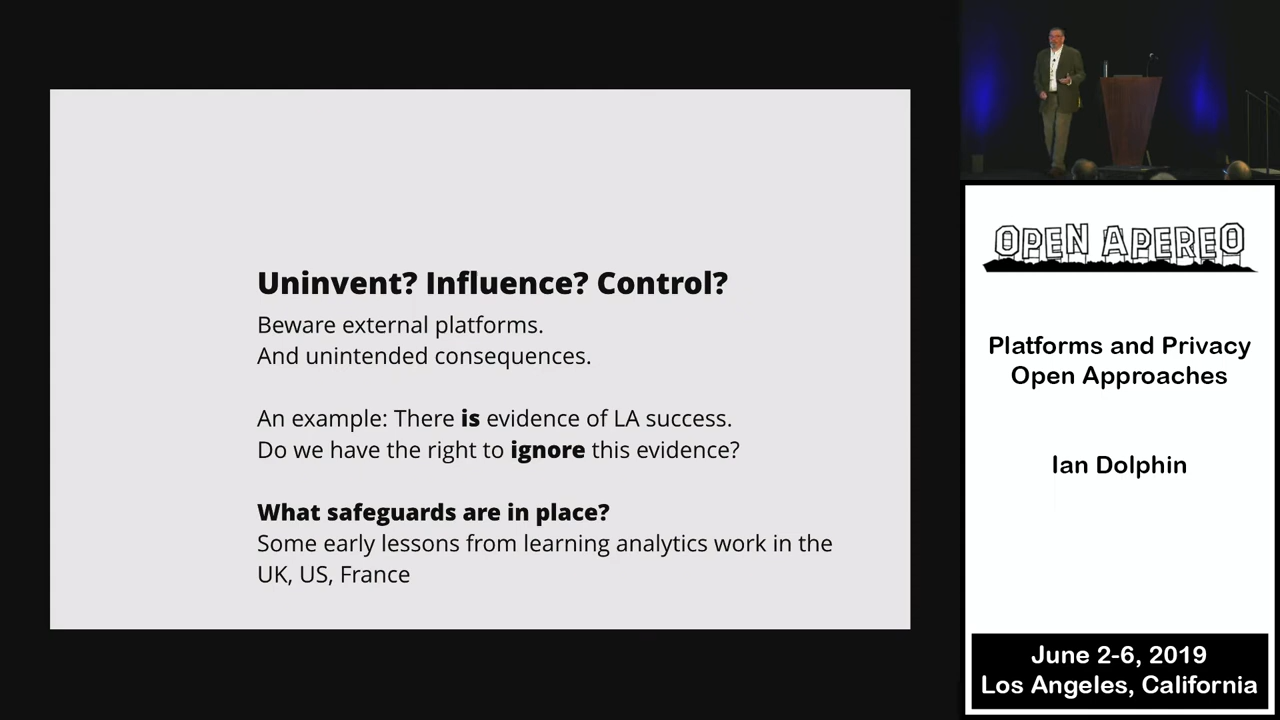 Uninvent? Influence? Control?
Beware external platforms.
And unintended consequences.
An example: There is evidence of LA success.
Do we have the right to ignore this evidence?
What safeguards are in place?
Some early lessons from learning analytics work in the
UK, US, France
OPEN APEREO
Platforms and Privacy
Open Approaches
Ian Dolphin
June 2-6, 2019
Los Angeles, California